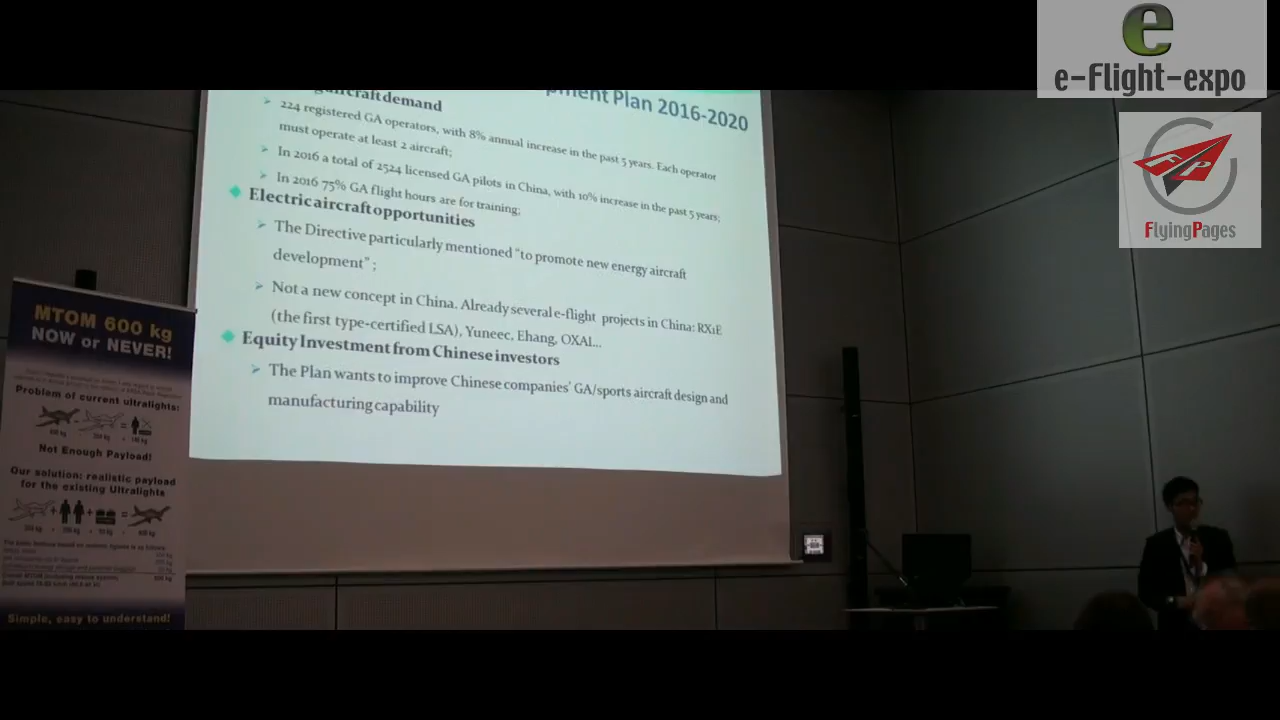 e
e-Flight-expo
FP
FlyingPages
Plan 2016-2020
demand
224 registered GA operators, with 8% annual increase in the past 5 years. Each operator
must operate at least 2 aircraft;
In 2016 a total of 2524 licensed GA pilots in China, with 10% increase in the past 5 years;
In 2016 75% GA flight hours are for training;
Electric aircraft opportunities
The Directive particularly mentioned "to promote new energy aircraft
development" ;
Not a new concept in China. Already several e-flight projects in China: RX1E
(the first type-certified LSA), Yuneec, Ehang, OXAI...
Equity Investment from Chinese investors
The Plan wants to improve Chinese companies' GA/sports aircraft design and
manufacturing capability
MTOM 600 kg
NOW or NEVER!
Problem of current ultralights:
Not Enough Payload!
Our solution: realistic payload
for the existing Ultralights
Simple, easy to understand!